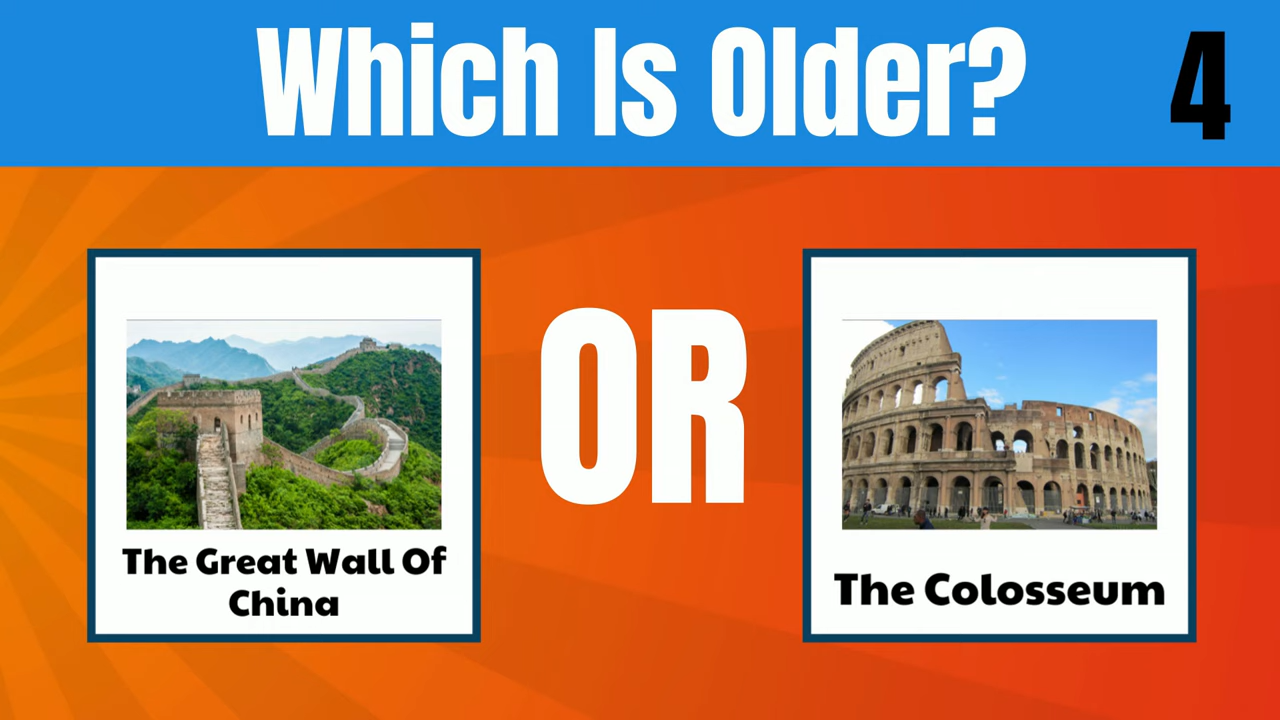 Which Is Older?
4
OR
The Great Wall Of
China
The Colosseum